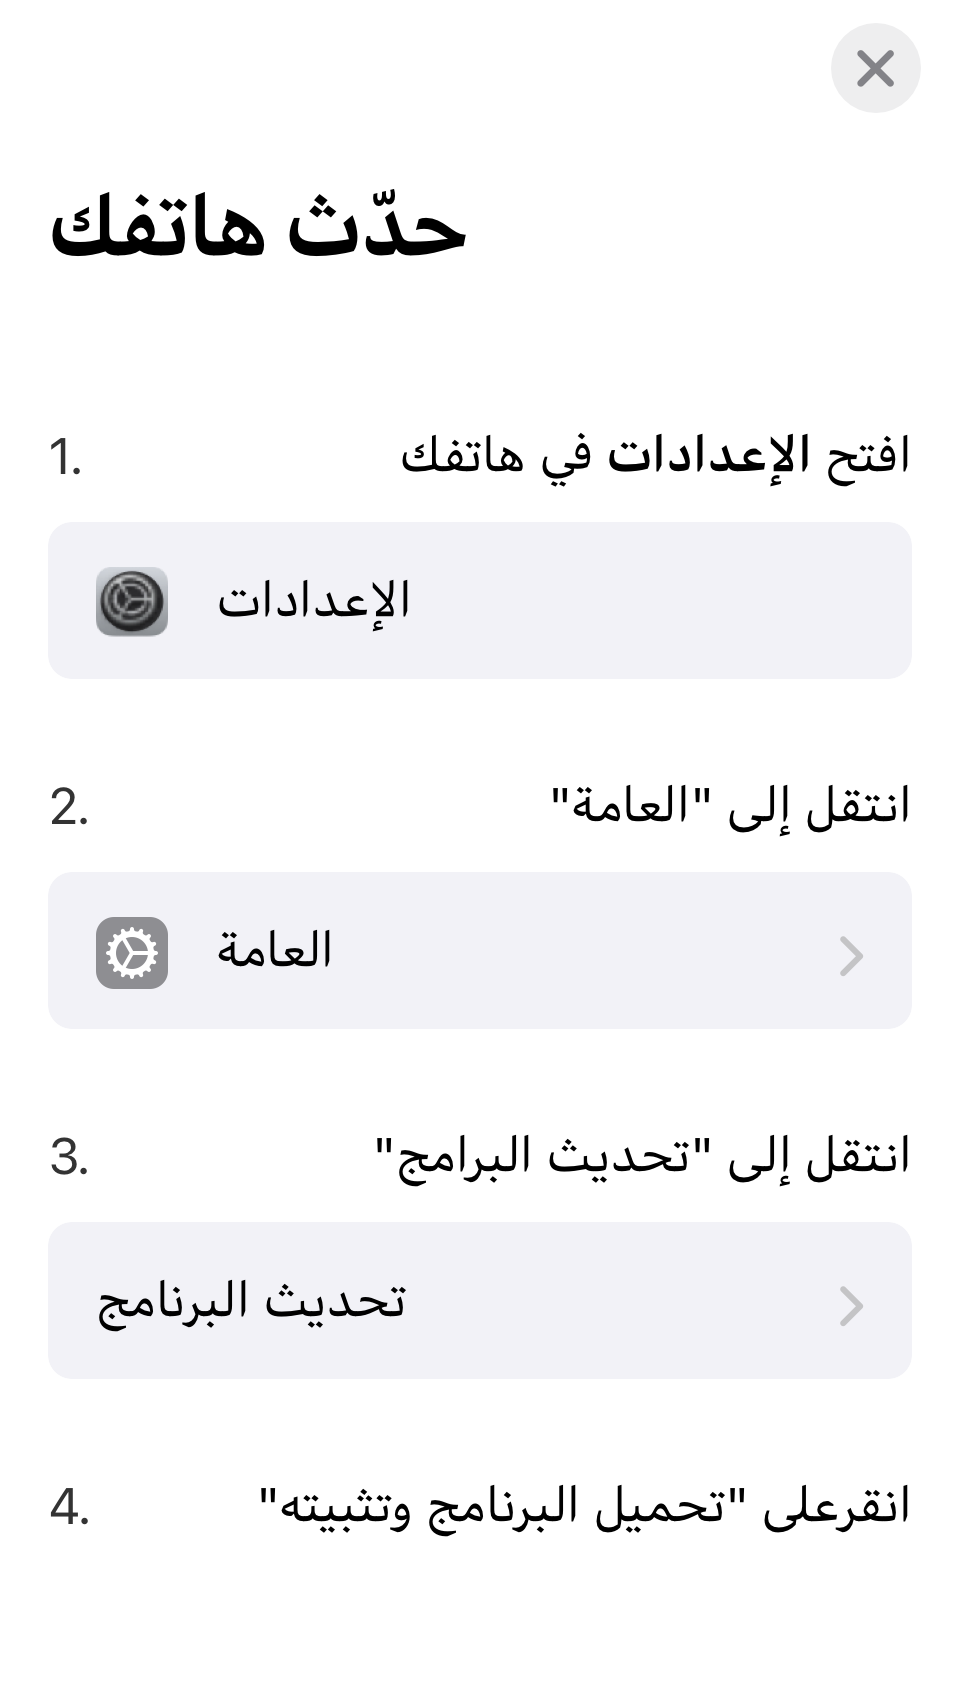 حدّث هاتفك
1. افتح الإعدادات في هاتفك
الإعدادات
2. انتقل إلى "العامة"
العامة
3. انتقل إلى "تحديث البرامج"
تحديث البرنامج
4. انقرعلى "تحميل البرنامج وتثبيته"